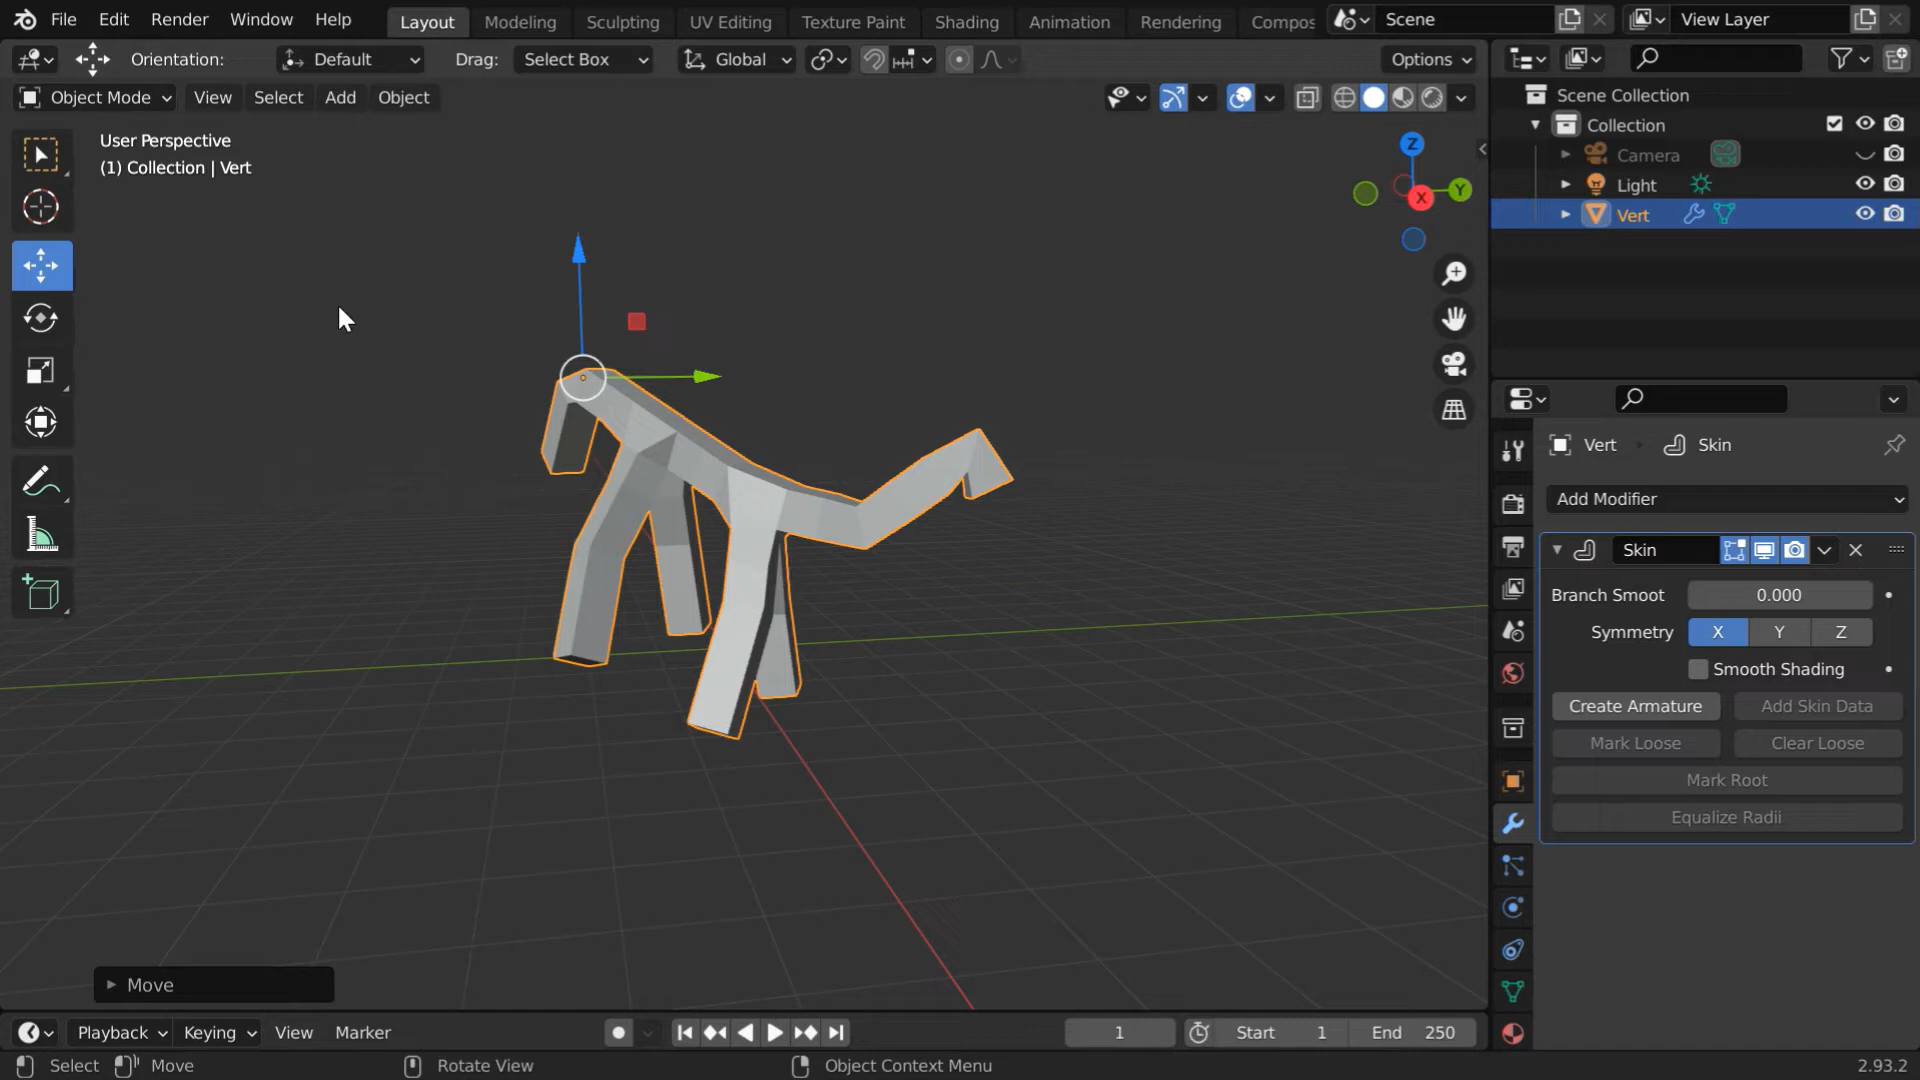 File Edit Render Window Help Layout Modeling Sculpting UV Editing Texture Paint Shading Animation Rendering Compos Scene View Layer
Orientation: Default Drag: Select Box Global Options
Object Mode View Select Add Object
User Perspective
(1) Collection | Vert
Z
Y
X
Scene Collection
Collection
Camera
Light
Vert
Vert Skin
Add Modifier
Skin
Branch Smoot 0.000
Symmetry X Y Z
Smooth Shading
Create Armature Add Skin Data
Mark Loose Clear Loose
Mark Root
Equalize Radii
Move
Playback Keying View Marker 1 Start 1 End 250
Select Move Rotate View Object Context Menu 2.93.2